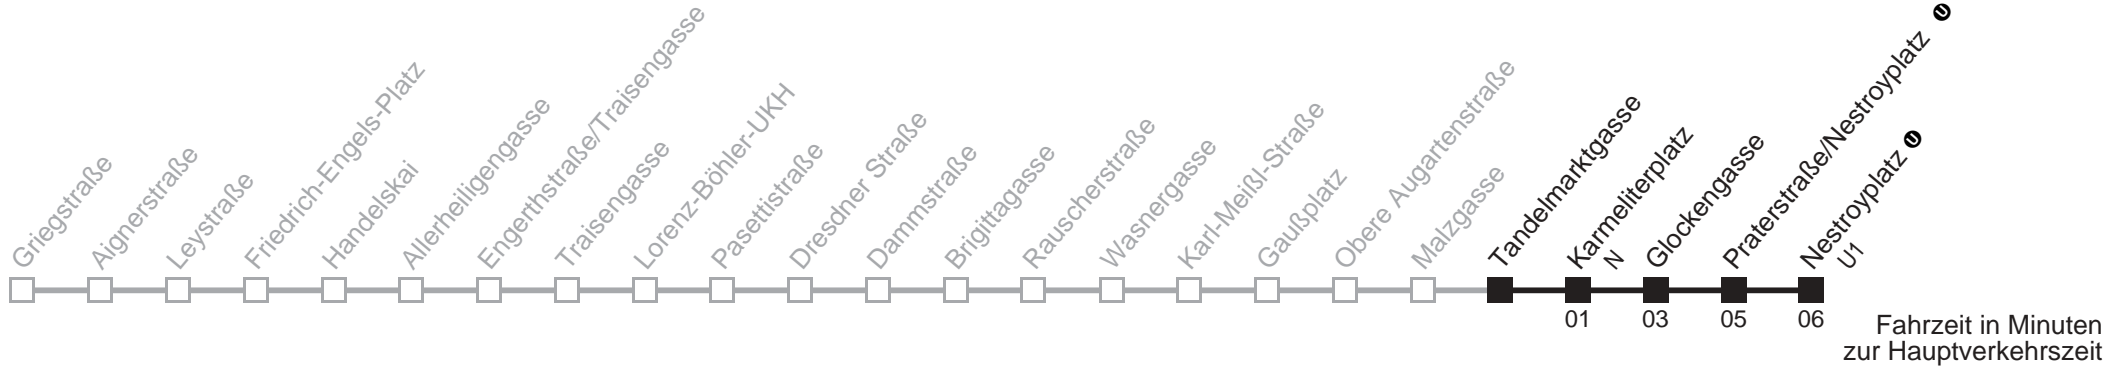 Griegstraße
Aignerstraße
Leystraße
Friedrich-Engels-Platz
Handelskai
Allerheiligengasse
Engerthstraße/Traisengasse
Traisengasse
Lorenz-Böhler-UKH
Pasettistraße
Dresdner Straße
Dammstraße
Brigittagasse
Rauscherstraße
Wasnergasse
Karl-Meißl-Straße
Gaußplatz
Obere Augartenstraße
Malzgasse
Tandelmarktgasse
Karmeliterplatz
N
Glockengasse
Praterstraße/Nestroyplatz U
Nestroyplatz U
U1
01 03 05 06
Fahrzeit in Minuten
zur Hauptverkehrszeit